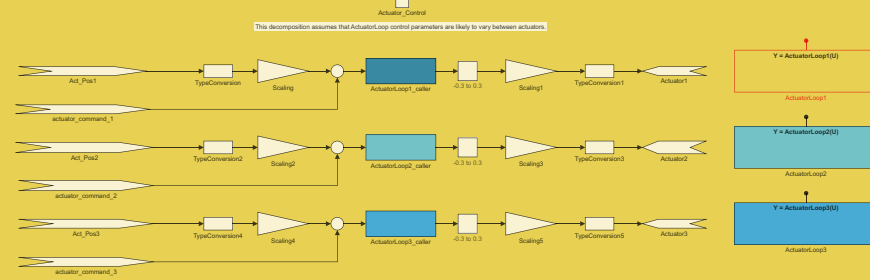 Actuator_Control
This decomposition assumes that ActuatorLoop control parameters are likely to vary between actuators.
Act_Pos1
TypeConversion
Scaling
ActuatorLoop1_caller
-0.3 to 0.3
Scaling1
TypeConversion1
Actuator1
Y = ActuatorLoop1(U)
ActuatorLoop1
actuator_command_1
Act_Pos2
TypeConversion2
Scaling2
ActuatorLoop2_caller
-0.3 to 0.3
Scaling3
TypeConversion3
Actuator2
Y = ActuatorLoop2(U)
ActuatorLoop2
actuator_command_2
Act_Pos3
TypeConversion4
Scaling4
ActuatorLoop3_caller
-0.3 to 0.3
Scaling5
TypeConversion5
Actuator3
Y = ActuatorLoop3(U)
ActuatorLoop3
actuator_command_3